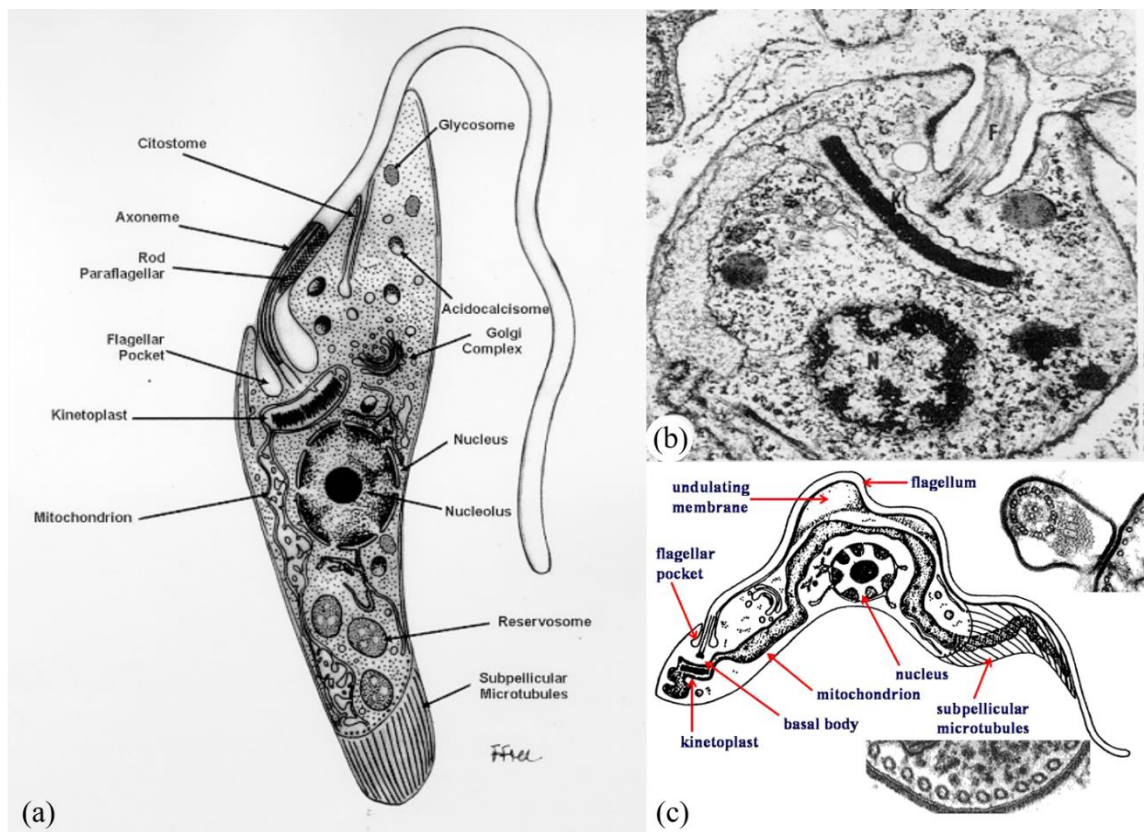 Glycosome
Citostome
Axoneme
Rod
Paraflagellar
Acidocalcisome
Golgi
Complex
Flagellar
Pocket
Kinetoplast
Nucleus
Mitochondrion
Nucleolus
Reservosome
Subpellicular
Microtubules
(a)
F
K
N
(b)
undulating
membrane
flagellum
flagellar
pocket
nucleus
mitochondrion
subpellicular
microtubules
basal body
kinetoplast
(c)